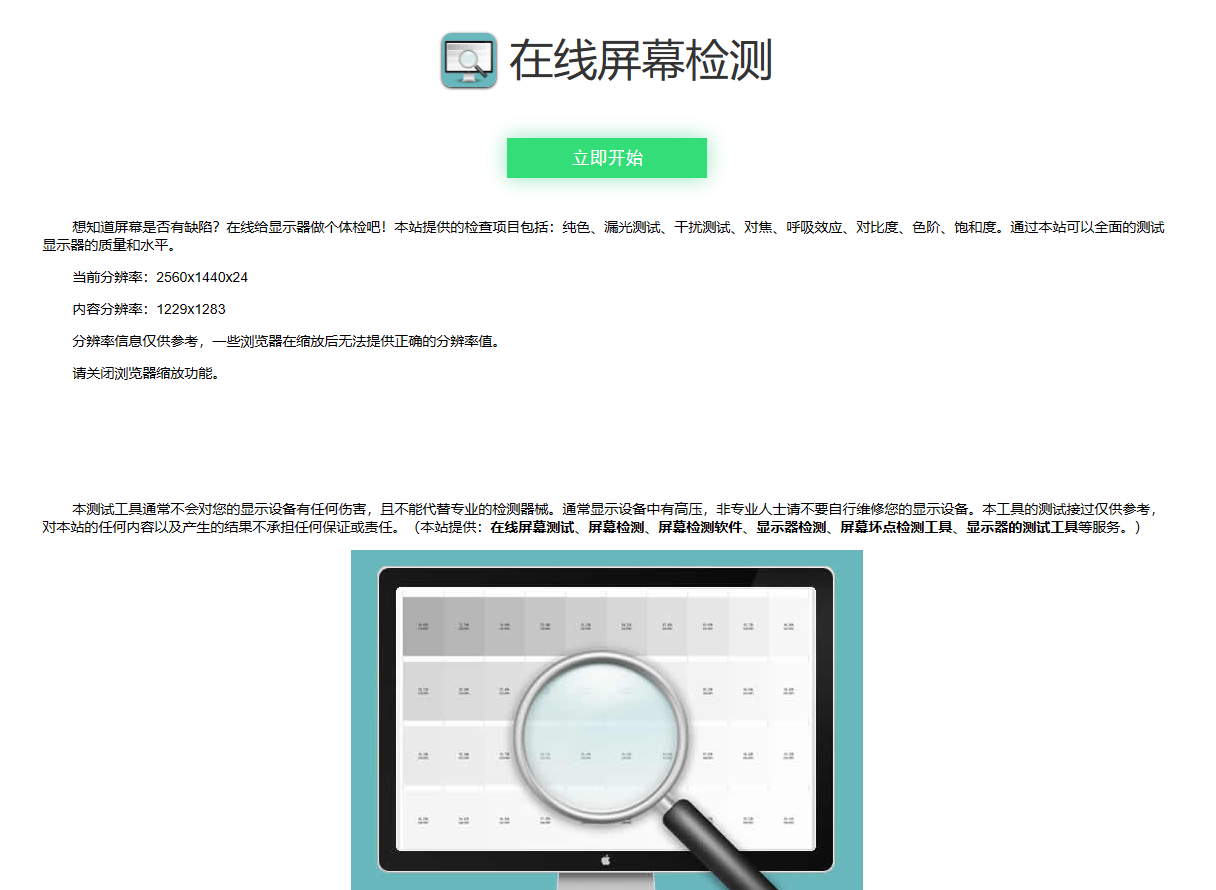 在线屏幕检测
立即开始
想知道屏幕是否有缺陷？在线给显示器做个体检吧！本站提供的检查项目包括：纯色、漏光测试、干扰测试、对焦、呼吸效应、对比度、色阶、饱和度。通过本站可以全面的测试
显示器的质量和水平。
当前分辨率：2560x1440x24
内容分辨率：1229x1283
分辨率信息仅供参考，一些浏览器在缩放后无法提供正确的分辨率值。
请关闭浏览器缩放功能。
本测试工具通常不会对您的显示设备有任何伤害，且不能代替专业的检测器械。通常显示设备中有高压，非专业人士请不要自行维修您的显示设备。本工具的测试接过仅供参考，
对本站的任何内容以及产生的结果不承担任何保证或责任。（本站提供：在线屏幕测试、屏幕检测、屏幕检测软件、显示器检测、屏幕坏点检测工具、显示器的测试工具等服务。）